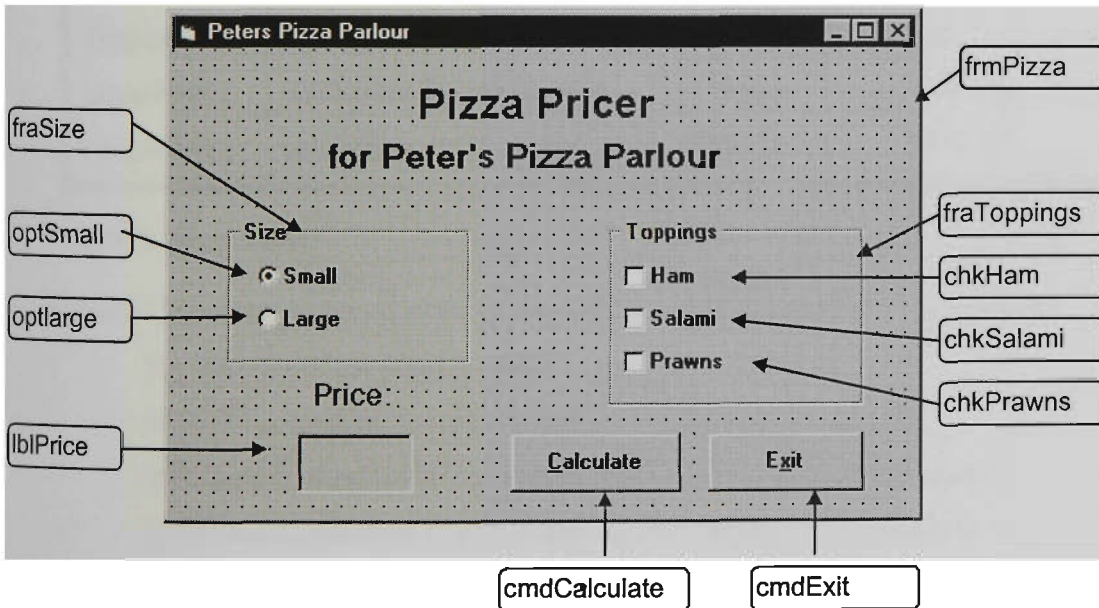 Peters Pizza Parlour
frmPizza
Pizza Pricer
fraSize
for Peter's Pizza Parlour
fraToppings
optSmall
Size
Toppings
Small
Ham
chkHam
optlarge
Large
Salami
chkSalami
Prawns
chkPrawns
Price:
lblPrice
Calculate
Exit
cmdCalculate
cmdExit